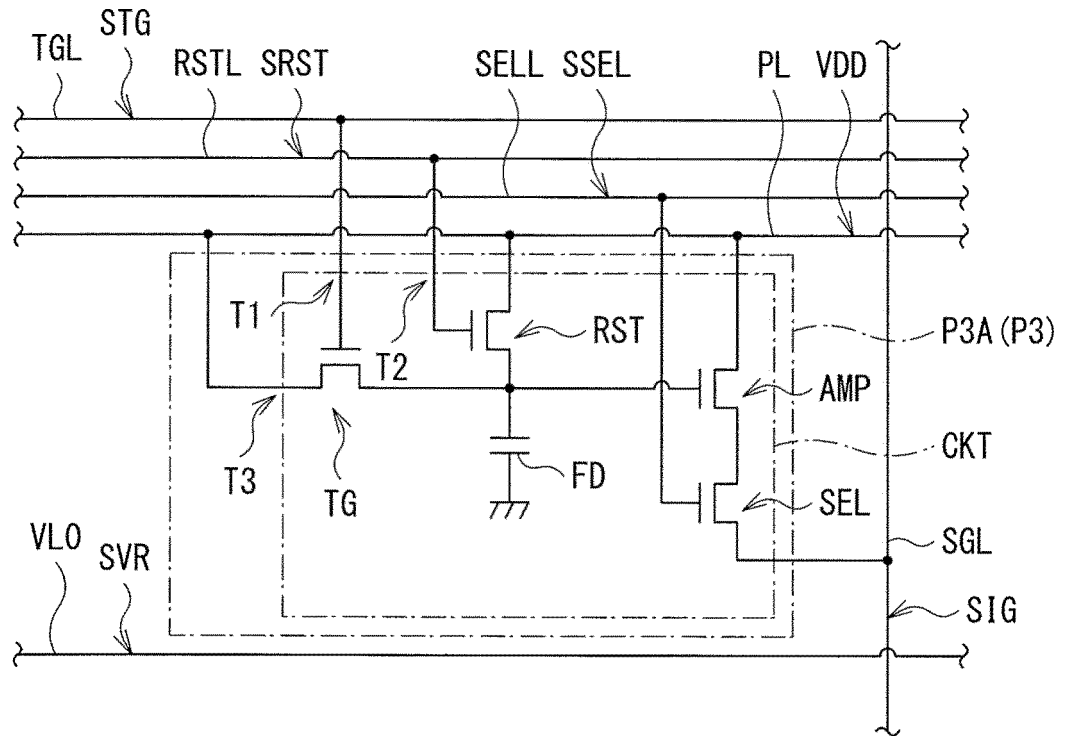 STG
TGL
RSTL SRST
SELL SSEL
PL VDD
T1
T2
RST
P3A(P3)
AMP
T3
TG
FD
CKT
SEL
VLO
SVR
SGL
SIG